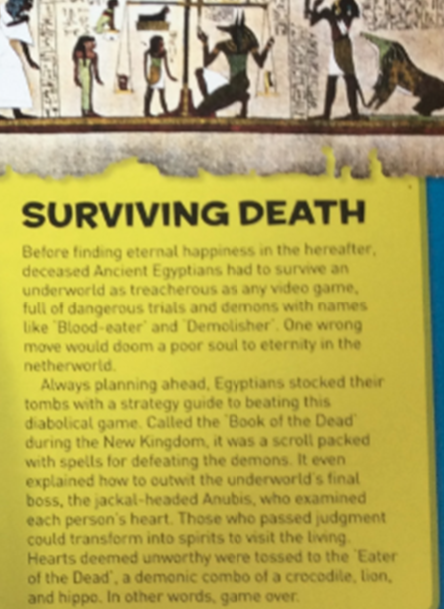 SURVIVING DEATH
Before finding eternal happiness in the hereafter,
deceased Ancient Egyptians had to survive an
underworld as treacherous as any video game,
full of dangerous trials and demons with names
like 'Blood-eater' and 'Demolisher'. One wrong
move would doom a poor soul to eternity in the
netherworld.
Always planning ahead, Egyptians stocked their
tombs with a strategy guide to beating this
diabolical game. Called the 'Book of the Dead'
during the New Kingdom, it was a scroll packed
with spells for defeating the demons. It even
explained how to outwit the underworld's final
boss, the jackal-headed Anubis, who examined
each person's heart. Those who passed judgment
could transform into spirits to visit the living.
Hearts deemed unworthy were tossed to the 'Eater
of the Dead', a demonic combo of a crocodile, lion,
and hippo. In other words, game over.